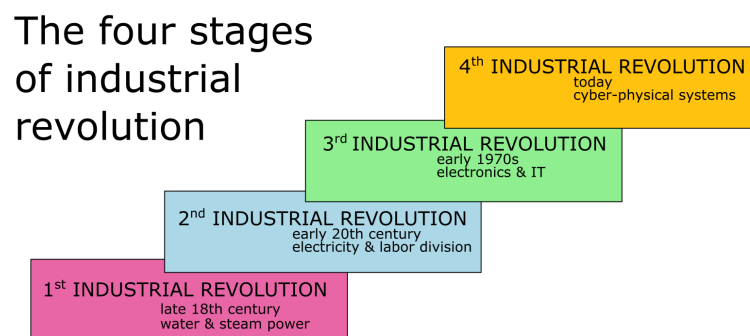 The four stages
of industrial
revolution
4th INDUSTRIAL REVOLUTION
today
cyber-physical systems
3rd INDUSTRIAL REVOLUTION
early 1970s
electronics & IT
2nd INDUSTRIAL REVOLUTION
early 20th century
electricity & labor division
1st INDUSTRIAL REVOLUTION
late 18th century
water & steam power